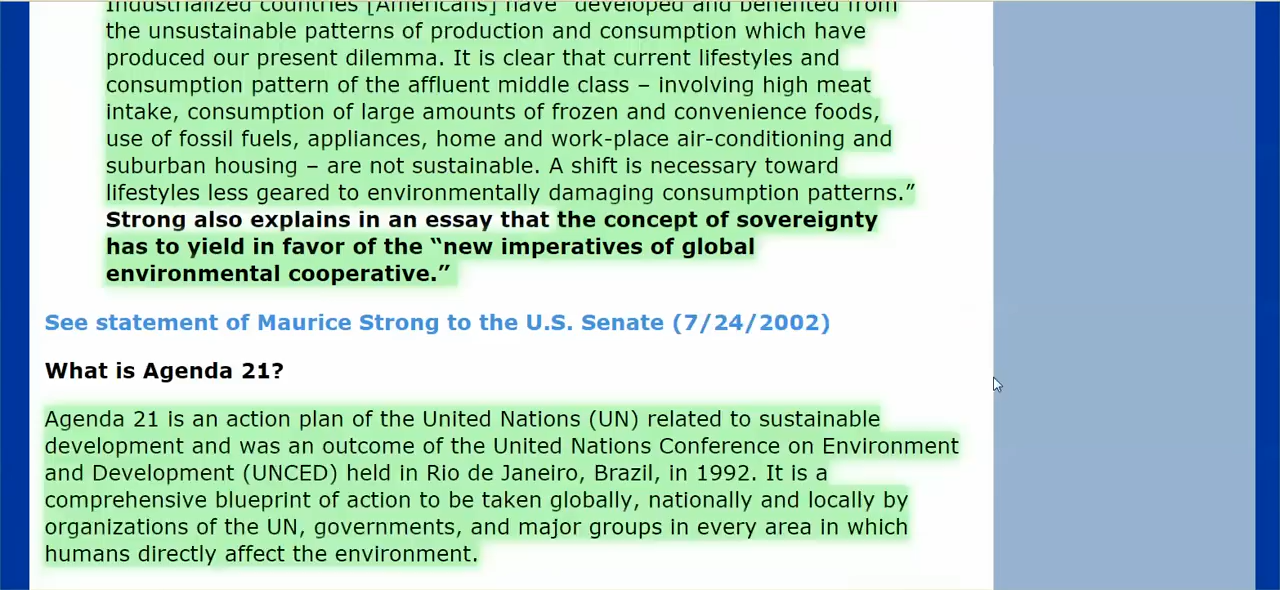 Industrialized countries [Americans] have "developed and benefited from
the unsustainable patterns of production and consumption which have
produced our present dilemma. It is clear that current lifestyles and
consumption pattern of the affluent middle class – involving high meat
intake, consumption of large amounts of frozen and convenience foods,
use of fossil fuels, appliances, home and work-place air-conditioning and
suburban housing – are not sustainable. A shift is necessary toward
lifestyles less geared to environmentally damaging consumption patterns.”
Strong also explains in an essay that the concept of sovereignty
has to yield in favor of the “new imperatives of global
environmental cooperative.”
See statement of Maurice Strong to the U.S. Senate (7/24/2002)
What is Agenda 21?
Agenda 21 is an action plan of the United Nations (UN) related to sustainable
development and was an outcome of the United Nations Conference on Environment
and Development (UNCED) held in Rio de Janeiro, Brazil, in 1992. It is a
comprehensive blueprint of action to be taken globally, nationally and locally by
organizations of the UN, governments, and major groups in every area in which
humans directly affect the environment.